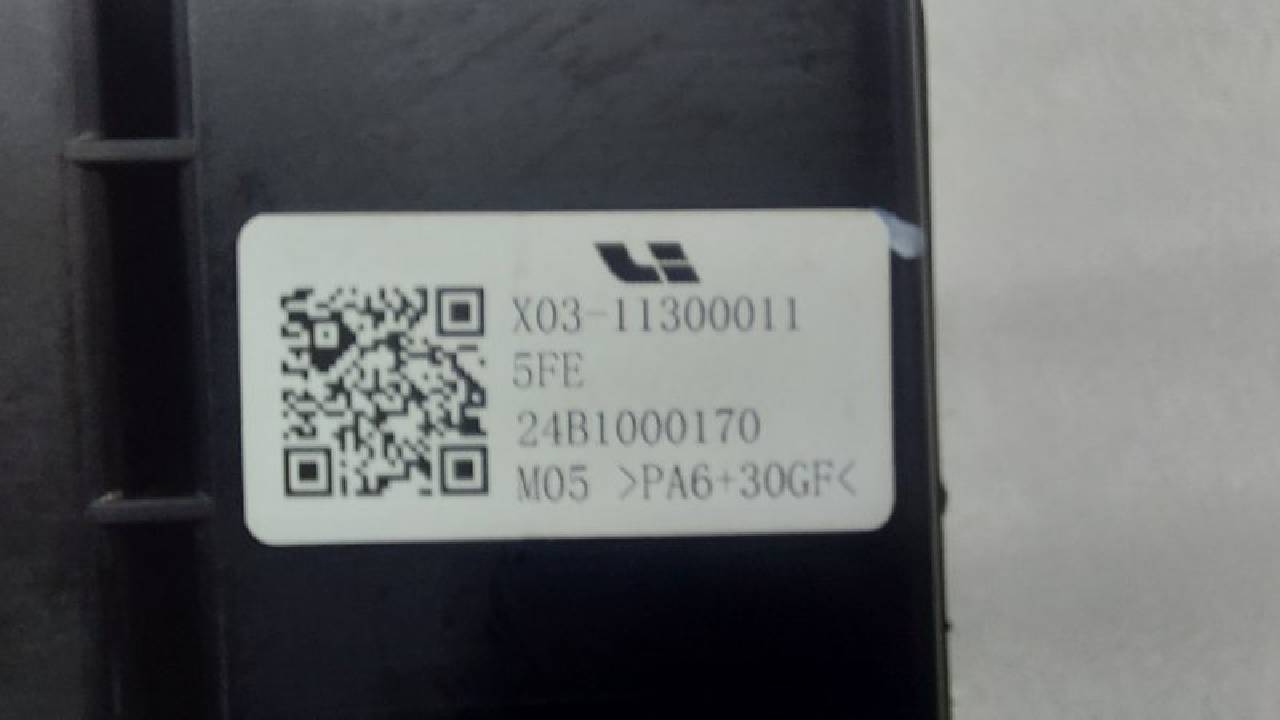 X03-11300011
5FE
24B1000170
M05 >PA6+30GF<